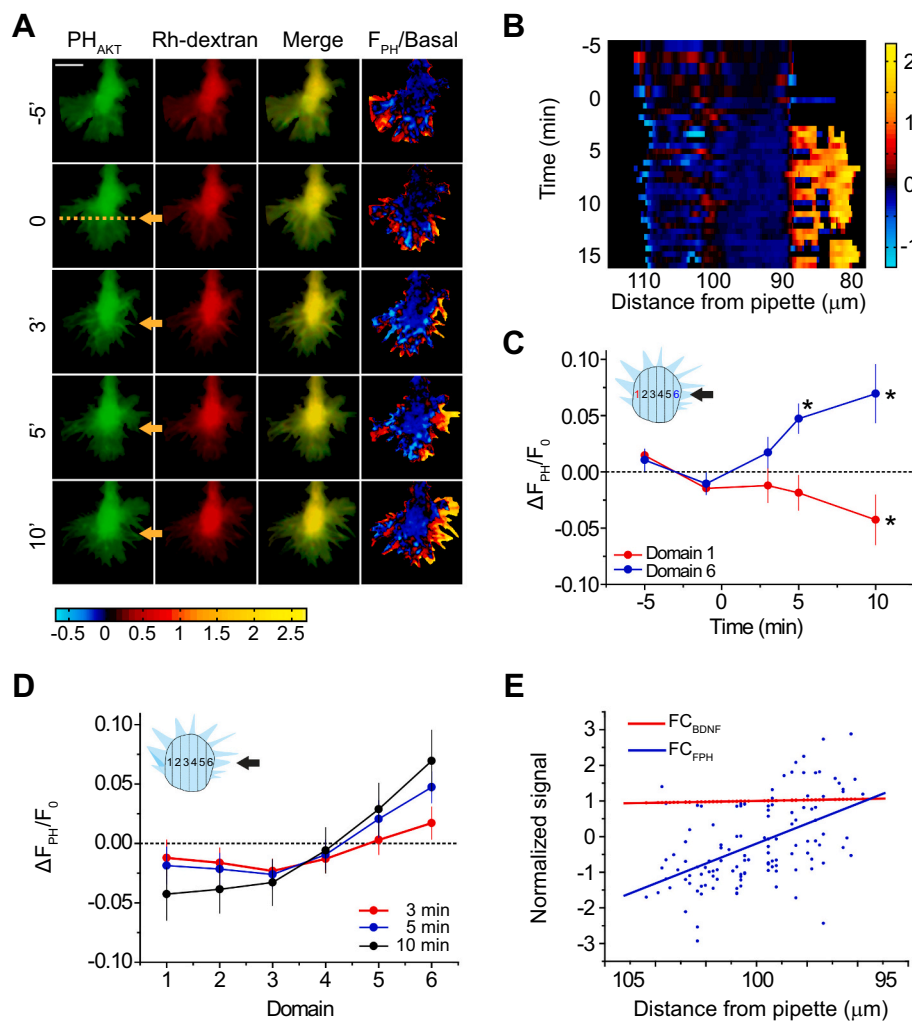 A
PH_AKT Rh-dextran Merge F_PH/Basal
-5'
0
3'
5'
10'
-0.5 0 0.5 1 1.5 2 2.5
B
Time (min)
-5
0
5
10
15
110 100 90 80
Distance from pipette (μm)
2
1
0
-1
C
ΔF_PH/F_0
0.10
0.05
0.00
-0.05
-0.10
1 2 3 4 5 6
*
*
*
Domain 1
Domain 6
-5 0 5 10
Time (min)
D
ΔF_PH/F_0
0.10
0.05
0.00
-0.05
-0.10
1 2 3 4 5 6
3 min
5 min
10 min
1 2 3 4 5 6
Domain
E
Normalized signal
3
2
1
0
-1
-2
-3
FC_BDNF
FC_FPH
105 100 95
Distance from pipette (μm)